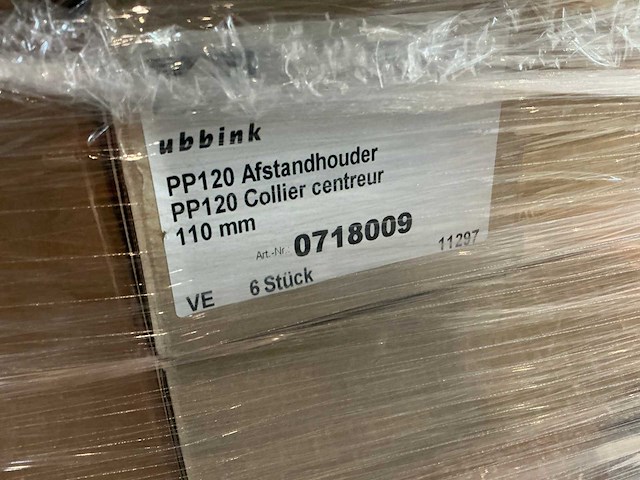 ubbink
PP120 Afstandhouder
PP120 Collier centreur
110 mm
Art.-Nr.: 0718009
11297
VE 6 Stück